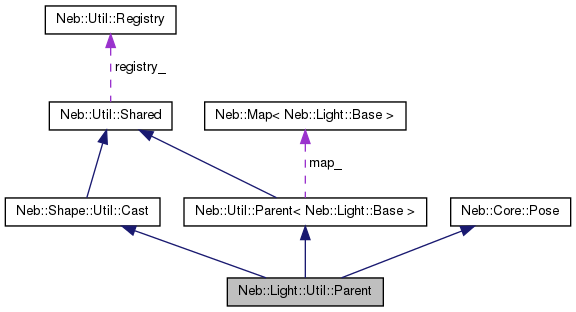 Neb::Util::Registry
registry_
Neb::Util::Shared
Neb::Map< Neb::Light::Base >
map_
Neb::Shape::Util::Cast
Neb::Util::Parent< Neb::Light::Base >
Neb::Core::Pose
Neb::Light::Util::Parent